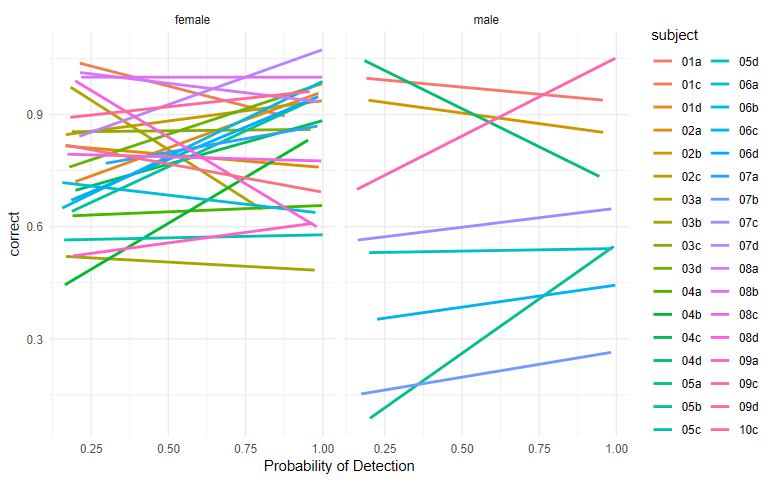 female
male
correct
0.9
0.6
0.3
0.25
0.50
0.75
1.00
0.25
0.50
0.75
1.00
Probability of Detection
subject
01a
01c
01d
02a
02b
02c
03a
03b
03c
03d
04a
04b
04c
04d
05a
05b
05c
05d
06a
06b
06c
06d
07a
07b
07c
07d
08a
08b
08c
08d
09a
09c
09d
10c